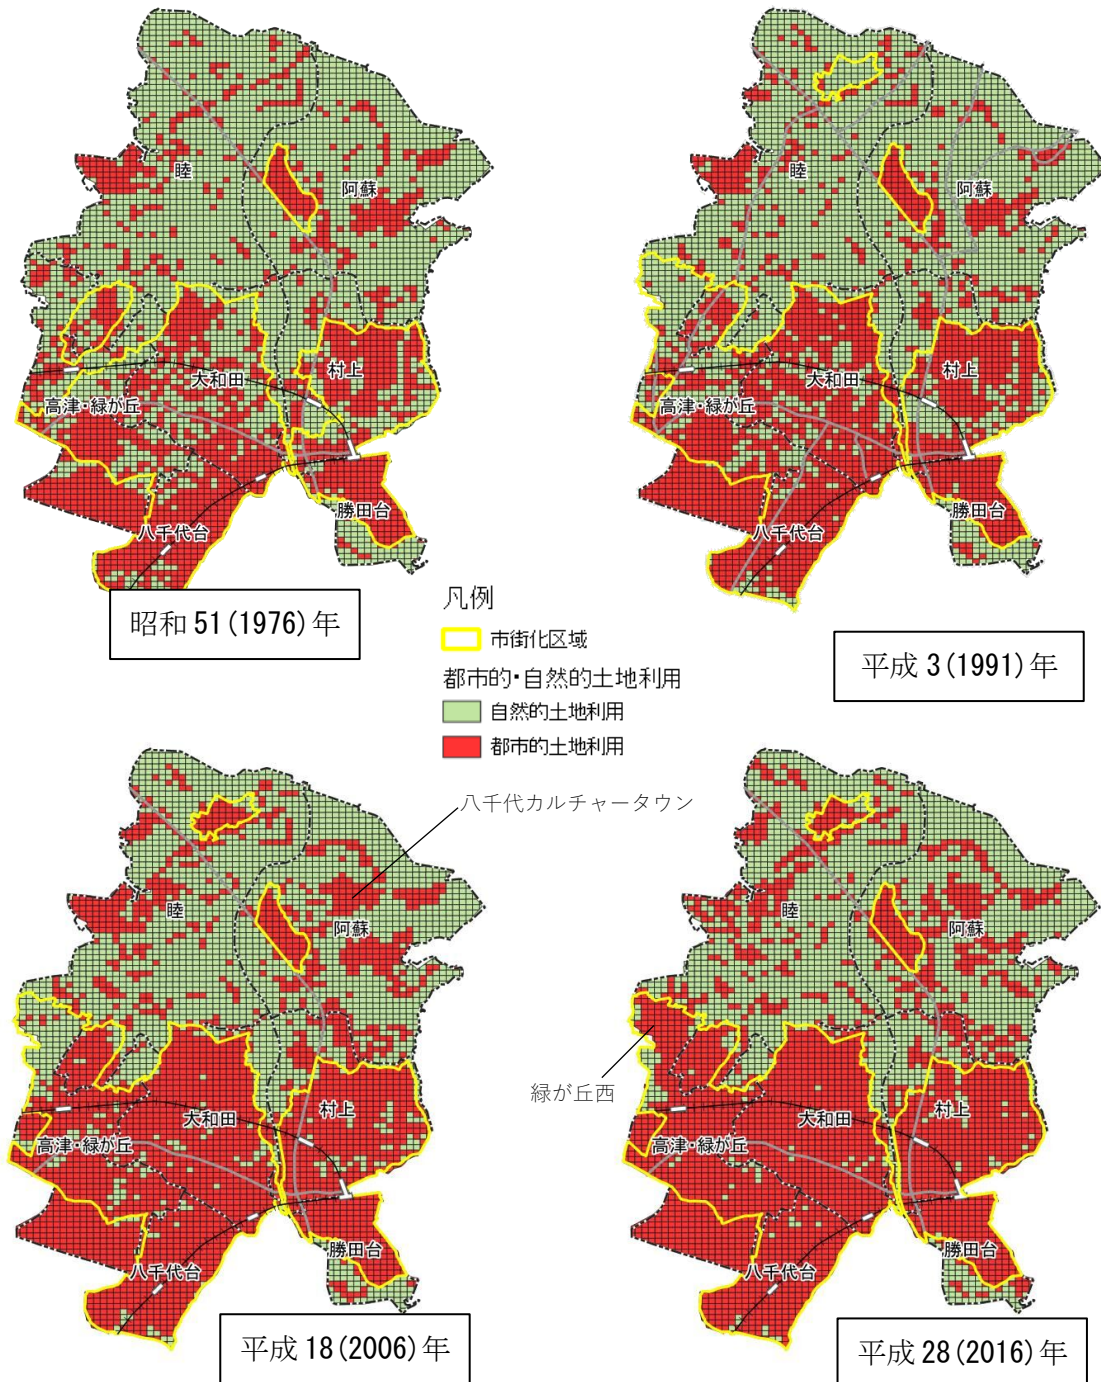 睦
阿蘇
大和田
村上
高津・緑が丘
八千代台
勝田台
昭和 51(1976)年
睦
阿蘇
大和田
村上
高津・緑が丘
八千代台
勝田台
平成 3(1991)年
凡例
市街化区域
都市的・自然的土地利用
自然的土地利用
都市的土地利用
八千代カルチャータウン
睦
阿蘇
大和田
村上
高津・緑が丘
八千代台
勝田台
平成 18(2006)年
緑が丘西
睦
阿蘇
大和田
村上
高津・緑が丘
八千代台
勝田台
平成 28(2016)年